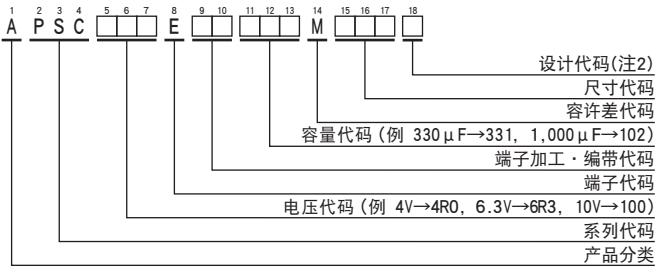 1 2 3 4 5 6 7 8 9 10 11 12 13 14 15 16 17 18
A P S C □□□ E □□ □□□ M □□□ □
设计代码(注2)
尺寸代码
容许差代码
容量代码 (例 330μF→331, 1,000μF→102)
端子加工・编带代码
端子代码
电压代码 (例 4V→4R0, 6.3V→6R3, 10V→100)
系列代码
产品分类